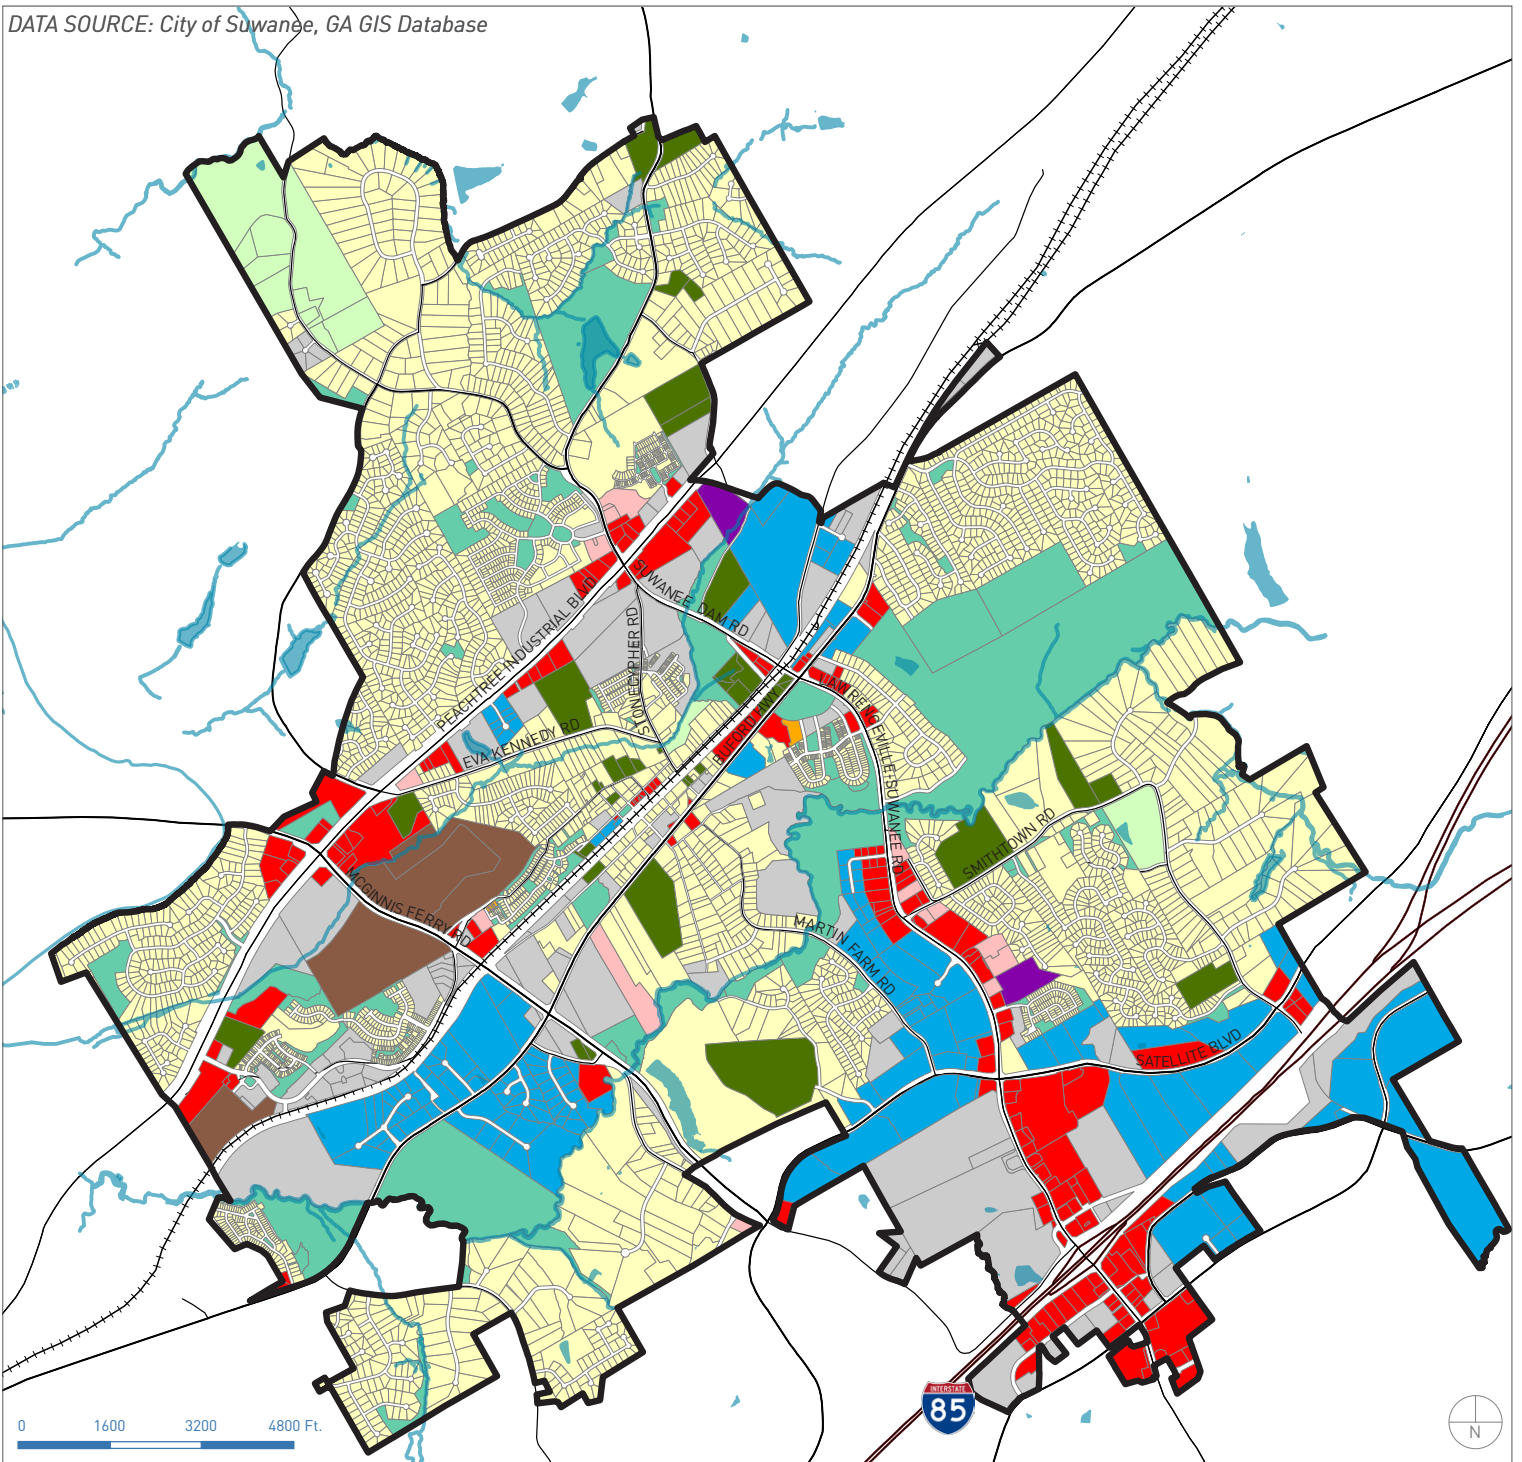 DATA SOURCE: City of Suwanee, GA GIS Database
SUWANEE DAM RD
PEACHTREE INDUSTRIAL BLVD
STONECYPHER RD
9
LAWRENCEVILLE-SUWANEE RD
BUFORD HWY
EVA KENNEDY RD
SMITHTOWN RD
MCGINNIS FERRY RD
MARTIN FARM RD
SATELLITE BLVD
INTERSTATE
85
0 1600 3200 4800 Ft.
N